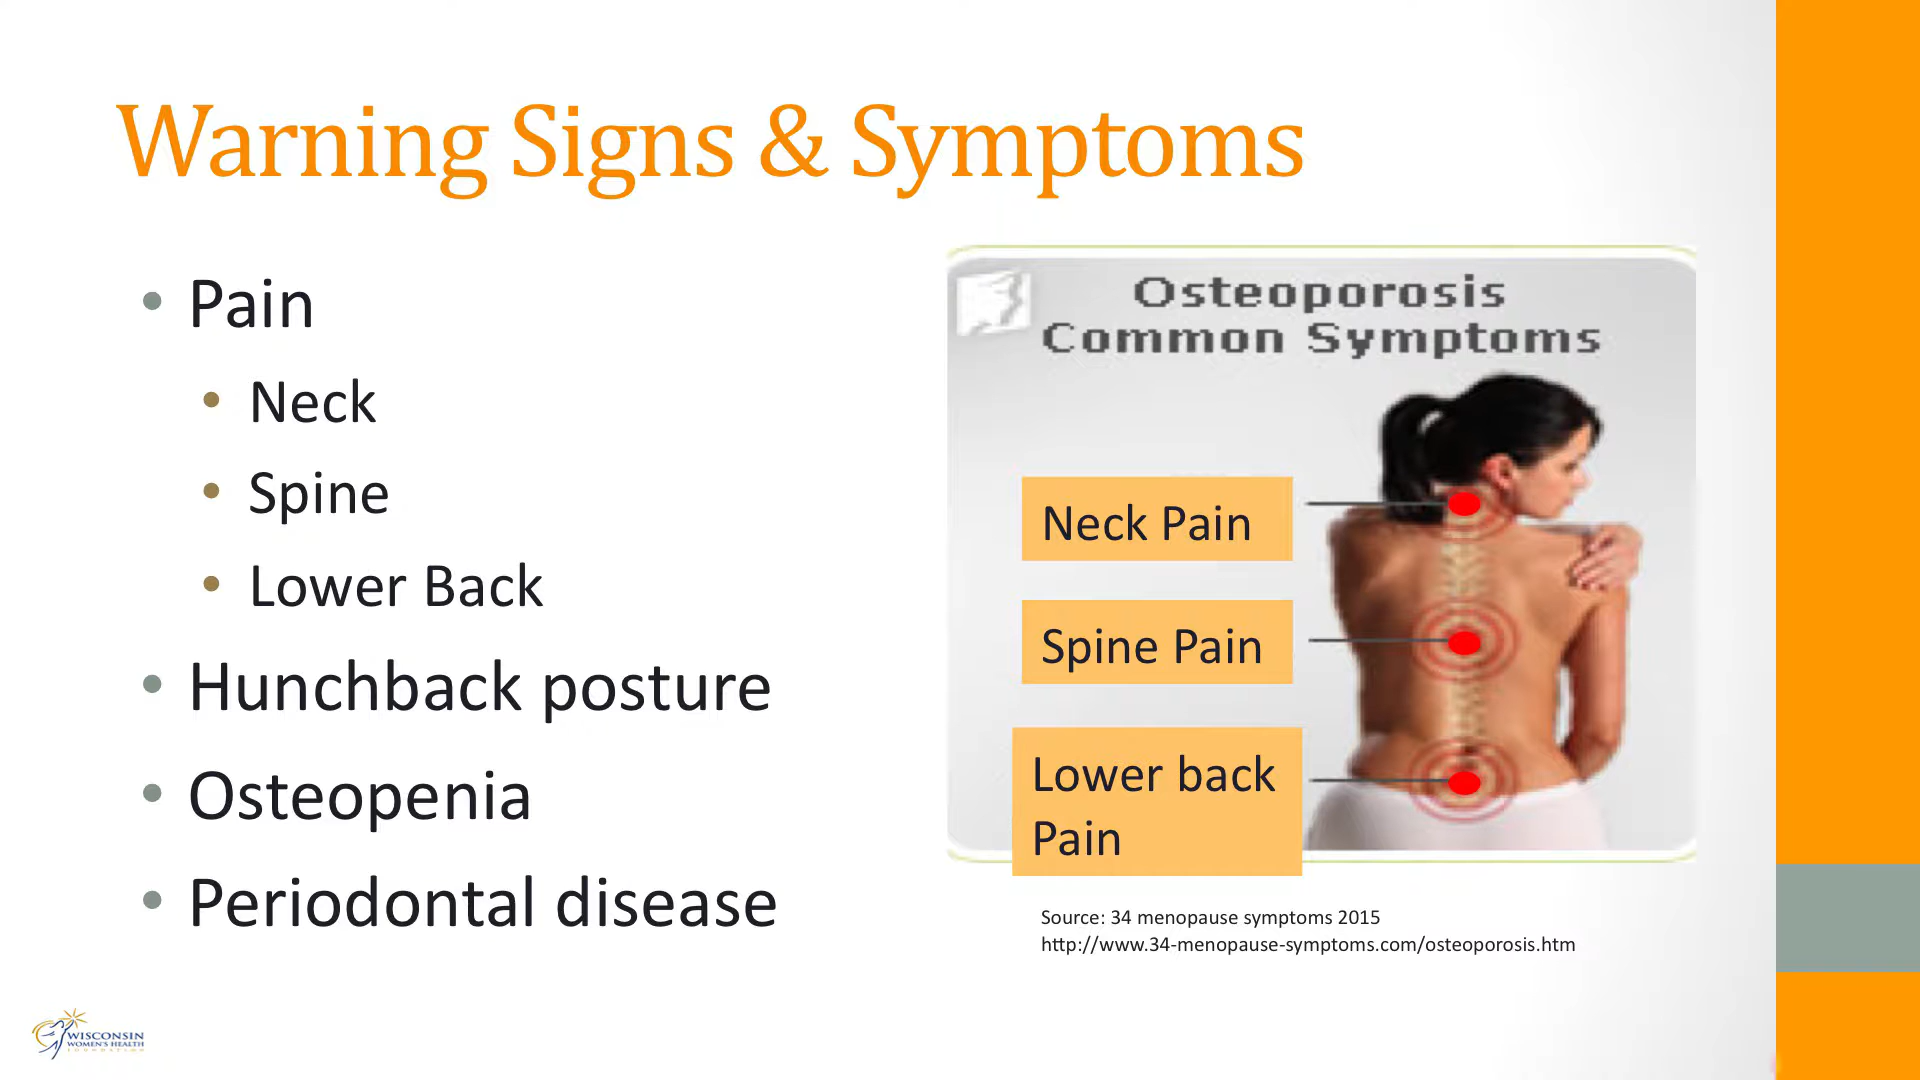 Warning Signs & Symptoms
• Pain
• Neck
• Spine
• Lower Back
• Hunchback posture
• Osteopenia
• Periodontal disease
Osteoporosis
Common Symptoms
Neck Pain
Spine Pain
Lower back
Pain
Source: 34 menopause symptoms 2015
http://www.34-menopause-symptoms.com/osteoporosis.htm
WISCONSIN
WOMEN'S HEALTH
FOUNDATION